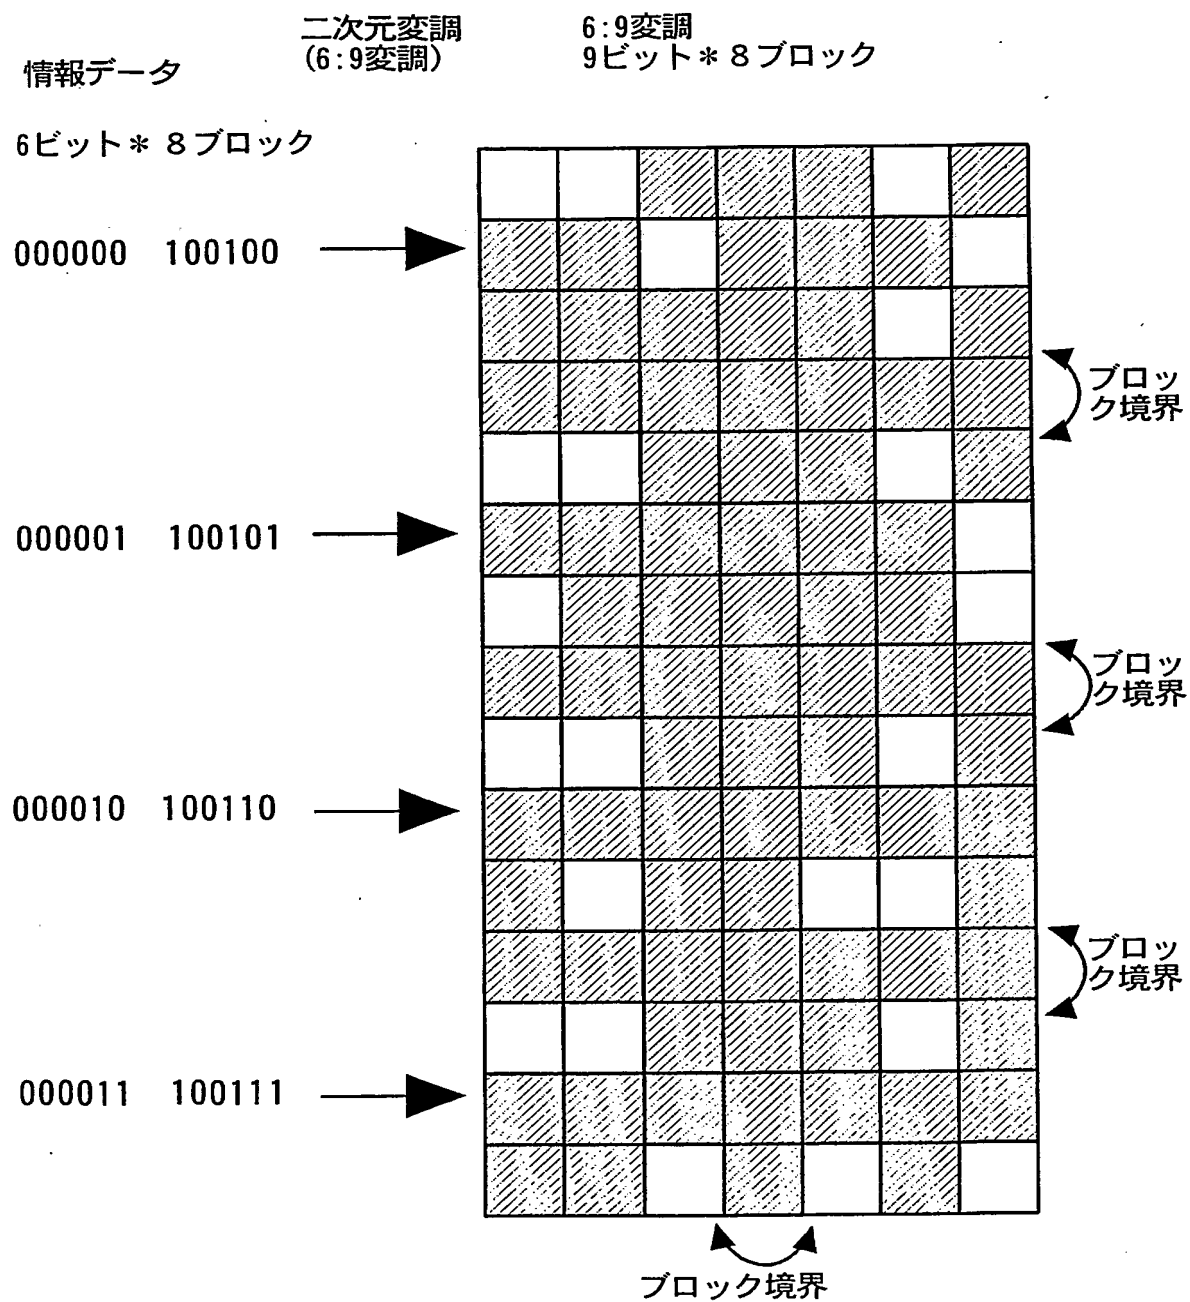 二次元変調
(6:9変調)
6:9変調
9ビット＊８ブロック
情報データ
6ビット＊８ブロック
000000 100100
ブロッ
ク境界
000001 100101
ブロッ
ク境界
000010 100110
ブロッ
ク境界
000011 100111
ブロック境界